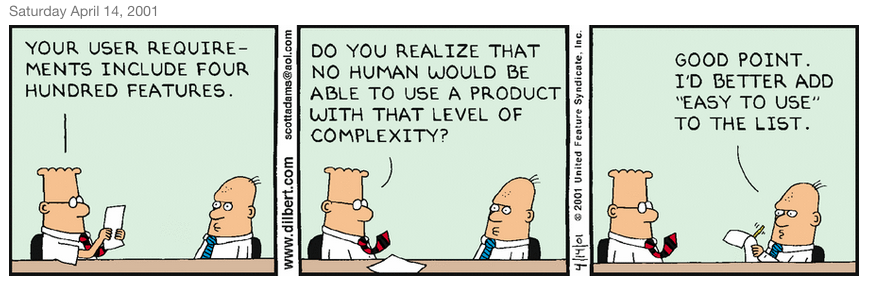 Saturday April 14, 2001
YOUR USER REQUIRE-
MENTS INCLUDE FOUR
HUNDRED FEATURES.
www.dilbert.com scottadams@aol.com
DO YOU REALIZE THAT
NO HUMAN WOULD BE
ABLE TO USE A PRODUCT
WITH THAT LEVEL OF
COMPLEXITY?
4/14/01 © 2001 United Feature Syndicate, Inc.
GOOD POINT.
I'D BETTER ADD
"EASY TO USE"
TO THE LIST.